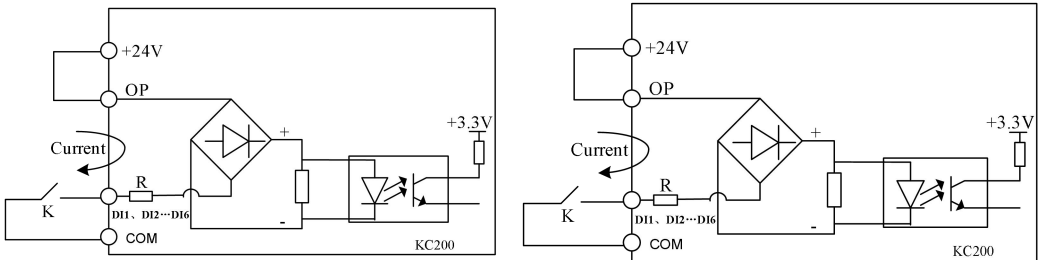 +24V
OP
+
+3.3V
Current
R
K
DI1、DI2…DI6
-
COM
KC200
+24V
OP
+
+3.3V
Current
R
K
DI1、DI2…DI6
-
COM
KC200